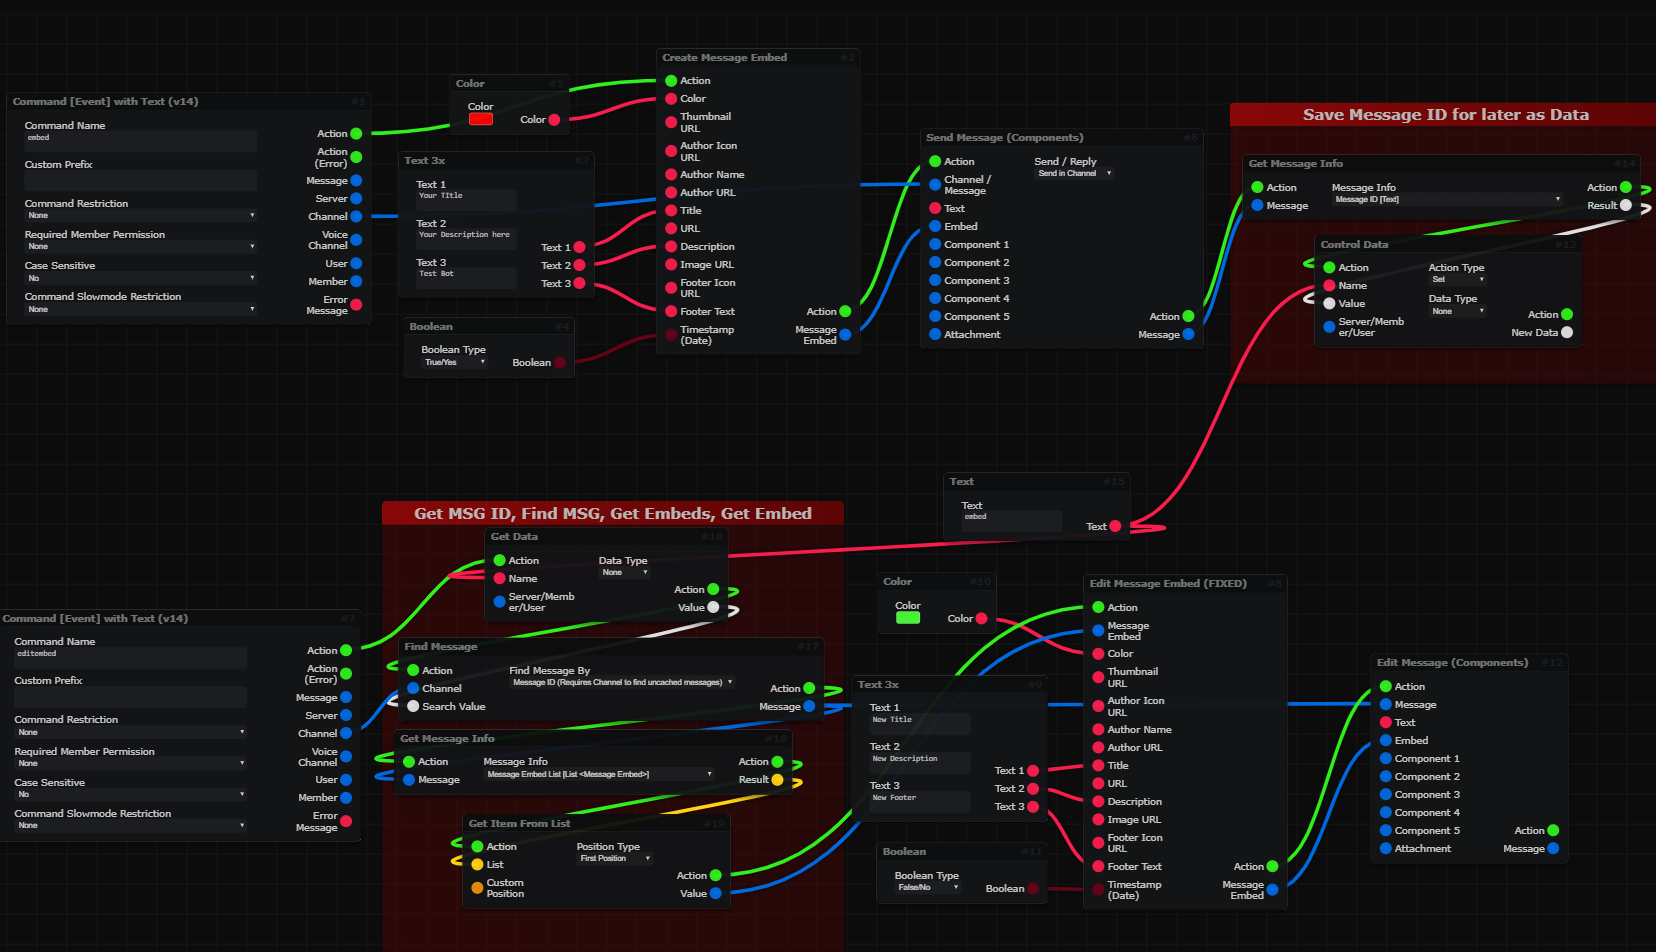 Command [Event] with Text (v14) #1
Command Name
embed
Custom Prefix
Command Restriction
None
Required Member Permission
None
Case Sensitive
No
Command Slowmode Restriction
None
Action
Action
(Error)
Message
Server
Channel
Voice
Channel
User
Member
Error
Message
Color #5
Color
Color
Text 3x #3
Text 1
Your TItle
Text 2
Your Description here
Text 3
Test Bot
Text 1
Text 2
Text 3
Boolean #4
Boolean Type
True/Yes
Boolean
Create Message Embed #2
Action
Color
Thumbnail
URL
Author Icon
URL
Author Name
Author URL
Title
URL
Description
Image URL
Footer Icon
URL
Footer Text
Timestamp
(Date)
Action
Message
Embed
Send Message (Components) #6
Action
Channel /
Message
Text
Embed
Component 1
Component 2
Component 3
Component 4
Component 5
Attachment
Send / Reply
Send in Channel
Action
Message
Save Message ID for later as Data
Get Message Info #14
Action
Message
Message Info
Message ID [Text]
Action
Result
Control Data #13
Action
Name
Value
Server/Memb
er/User
Action Type
Set
Data Type
None
Action
New Data
Text #15
Text
embed
Text
Get MSG ID, Find MSG, Get Embeds, Get Embed
Get Data #16
Action
Name
Server/Memb
er/User
Data Type
None
Action
Value
Command [Event] with Text (v14) #7
Command Name
editembed
Custom Prefix
Command Restriction
None
Required Member Permission
None
Case Sensitive
No
Command Slowmode Restriction
None
Action
Action
(Error)
Message
Server
Channel
Voice
Channel
User
Member
Error
Message
Find Message #17
Action
Channel
Search Value
Find Message By
Message ID (Requires Channel to find uncached messages)
Action
Message
Get Message Info #18
Action
Message
Message Info
Message Embed List [List <Message Embed>]
Action
Result
Get Item From List #19
Action
List
Custom
Position
Position Type
First Position
Action
Value
Color #10
Color
Color
Text 3x #9
Text 1
New Title
Text 2
New Description
Text 3
New Footer
Text 1
Text 2
Text 3
Boolean #11
Boolean Type
False/No
Boolean
Edit Message Embed (FIXED) #8
Action
Message
Embed
Color
Thumbnail
URL
Author Icon
URL
Author Name
Author URL
Title
URL
Description
Image URL
Footer Icon
URL
Footer Text
Timestamp
(Date)
Action
Message
Embed
Edit Message (Components) #12
Action
Message
Text
Embed
Component 1
Component 2
Component 3
Component 4
Component 5
Attachment
Action
Message